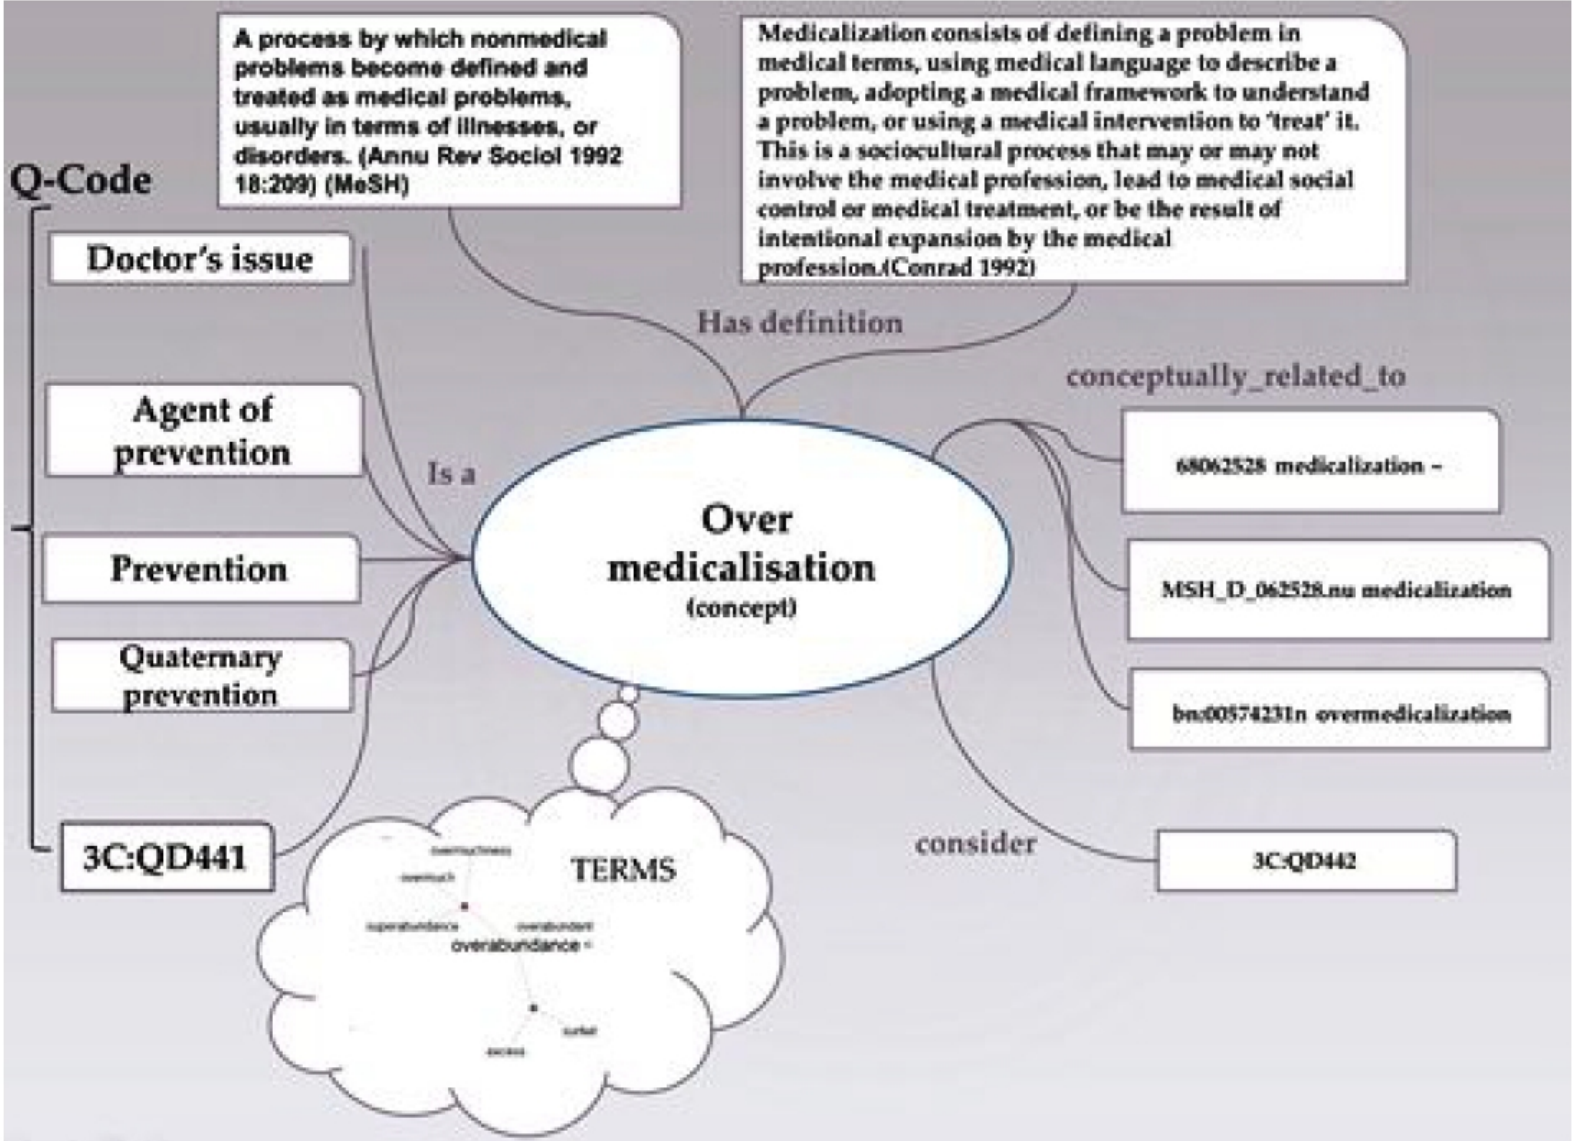 A process by which nonmedical
problems become defined and
treated as medical problems,
usually in terms of illnesses, or
disorders. (Annu Rev Sociol 1992
18:209) (MeSH)
Medicalization consists of defining a problem in
medical terms, using medical language to describe a
problem, adopting a medical framework to understand
a problem, or using a medical intervention to ‘treat’ it.
This is a sociocultural process that may or may not
involve the medical profession, lead to medical social
control or medical treatment, or be the result of
intentional expansion by the medical
profession.(Conrad 1992)
Q-Code
Doctor’s issue
Agent of
prevention
Prevention
Quaternary
prevention
3C:QD441
Is a
Has definition
Over
medicalisation
(concept)
conceptually_related_to
68062528 medicalization ~
MSH_D_062528.nu medicalization
bn:00574231n overmedicalization
consider
3C:QD442
TERMS
overmuchness
overmuch
superabundance
overabundant
overabundance
surfeit
excess